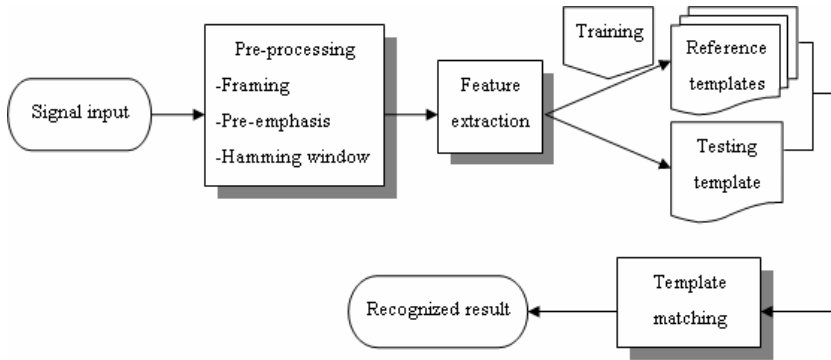 Signal input
Pre-processing
-Framing
-Pre-emphasis
-Hamming window
Feature
extraction
Training
Reference
templates
Testing
template
Template
matching
Recognized result